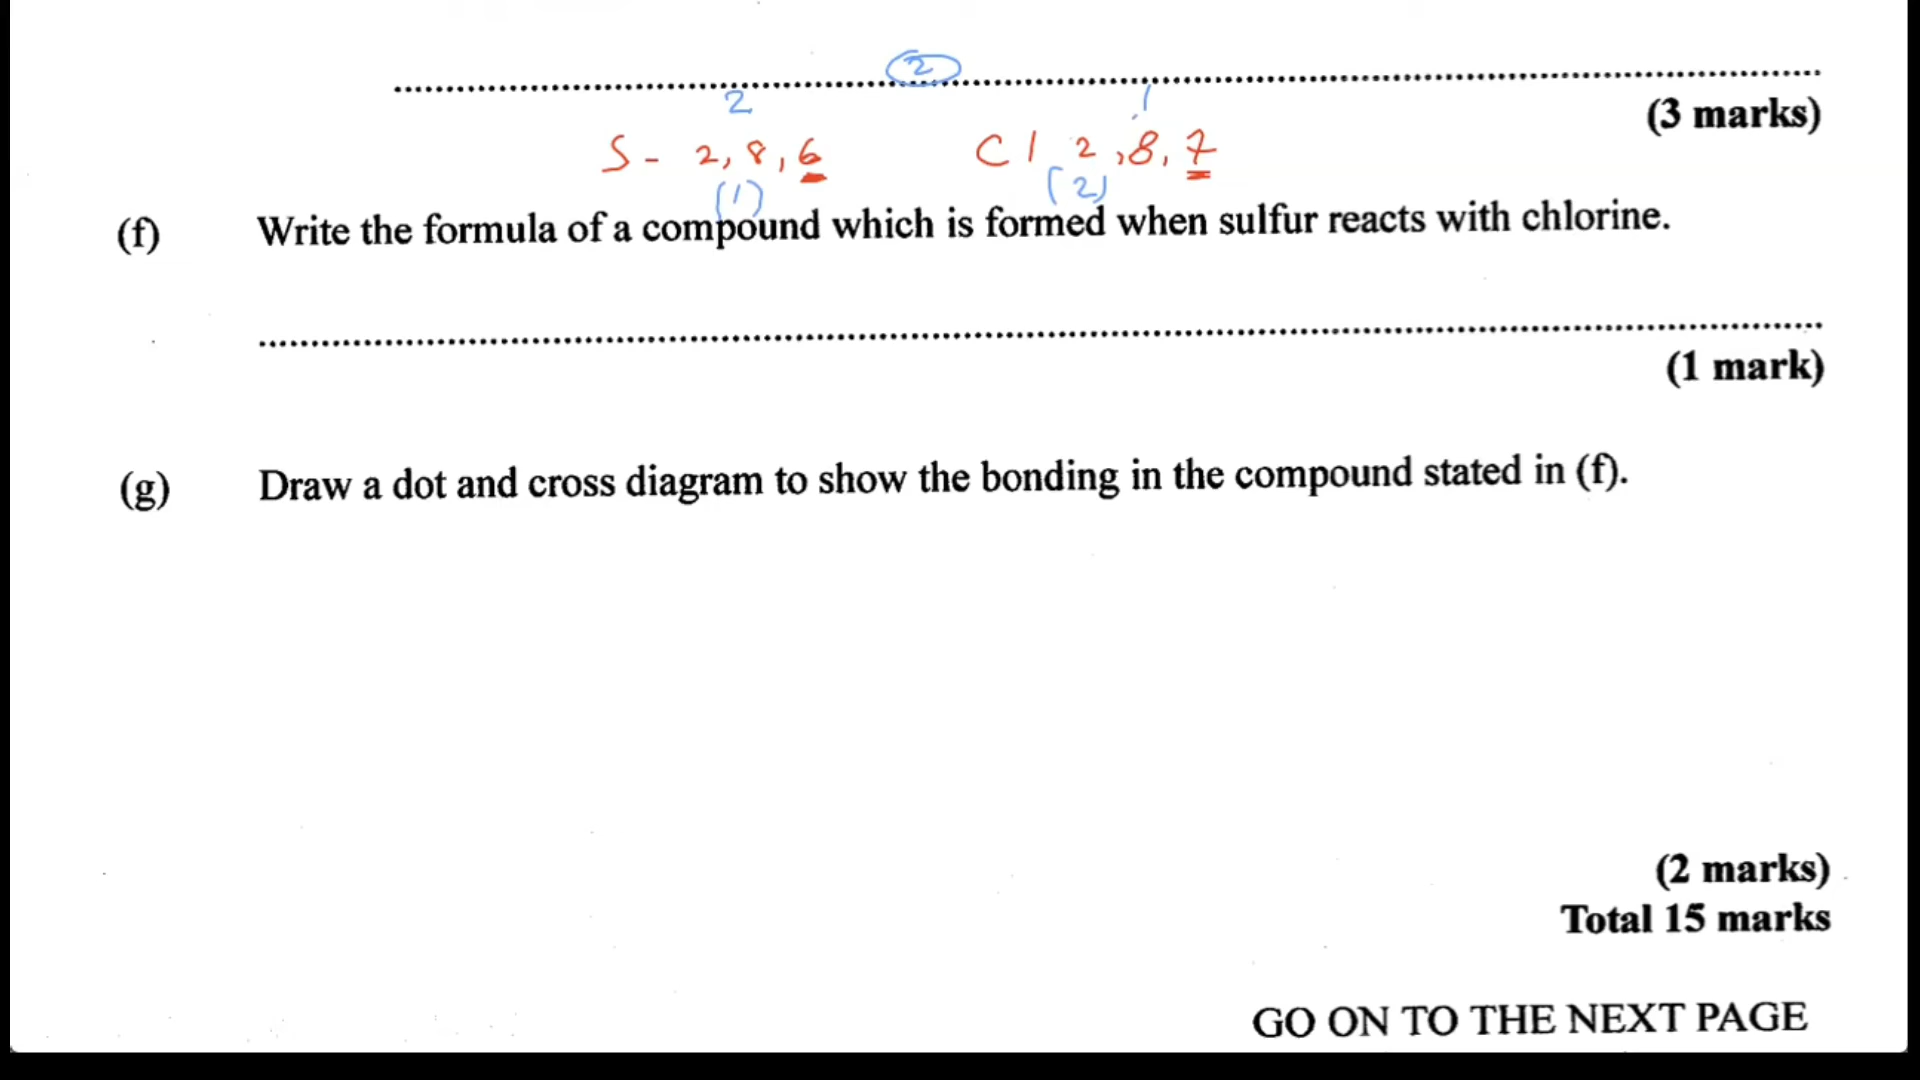 2
2 1
(3 marks)
S - 2, 8, 6 Cl 2, 8, 7
(1) (2)
(f) Write the formula of a compound which is formed when sulfur reacts with chlorine.
(1 mark)
(g) Draw a dot and cross diagram to show the bonding in the compound stated in (f).
(2 marks)
Total 15 marks
GO ON TO THE NEXT PAGE